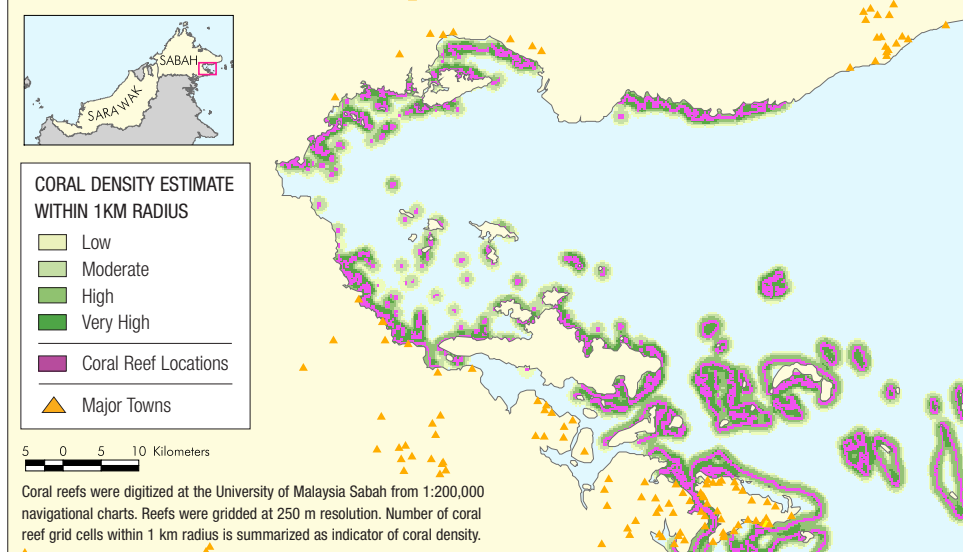 SABAH
SARAWAK
CORAL DENSITY ESTIMATE
WITHIN 1KM RADIUS
Low
Moderate
High
Very High
Coral Reef Locations
Major Towns
5 0 5 10 Kilometers
Coral reefs were digitized at the University of Malaysia Sabah from 1:200,000
navigational charts. Reefs were gridded at 250 m resolution. Number of coral
reef grid cells within 1 km radius is summarized as indicator of coral density.